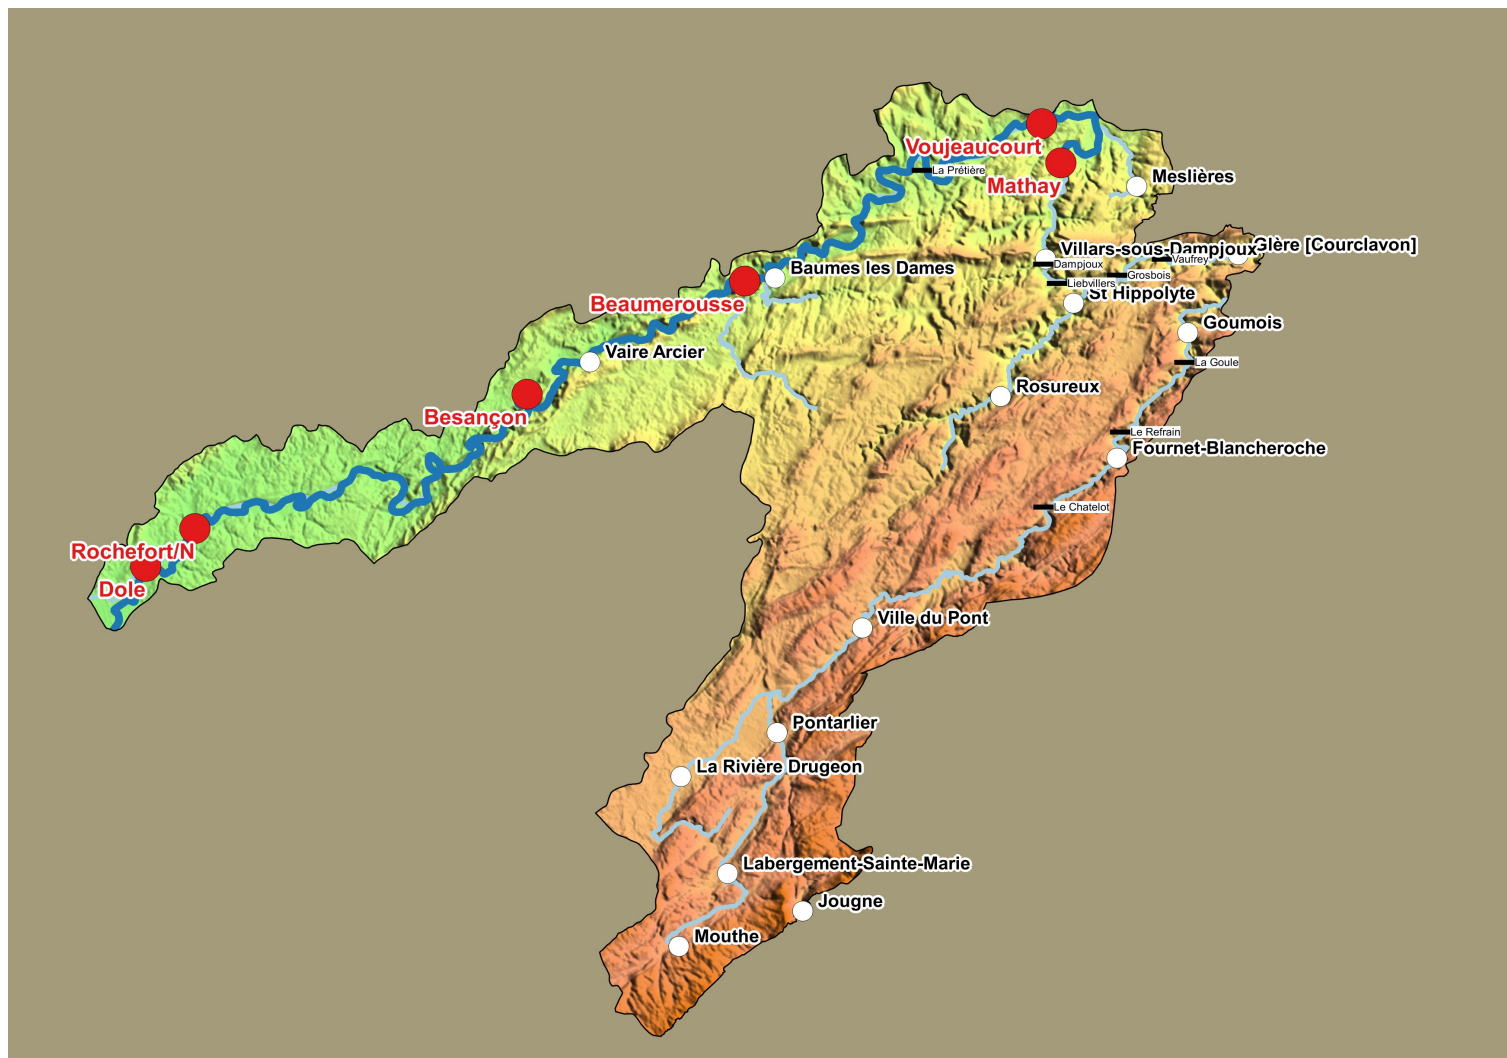 Voujeaucourt
La Prétière
Meslières
Mathay
Glère [Courclavon]
Villars-sous-Dampjoux
Vaufrey
Dampjoux
Baumes les Dames
Grosbois
Liebvillers
St Hippolyte
Beaumerousse
Goumois
Vaire Arcier
La Goule
Rosureux
Besançon
Le Refrain
Fournet-Blancheroche
Le Chatelot
Rochefort/N
Dole
Ville du Pont
Pontarlier
La Rivière Drugeon
Labergement-Sainte-Marie
Jougne
Mouthe